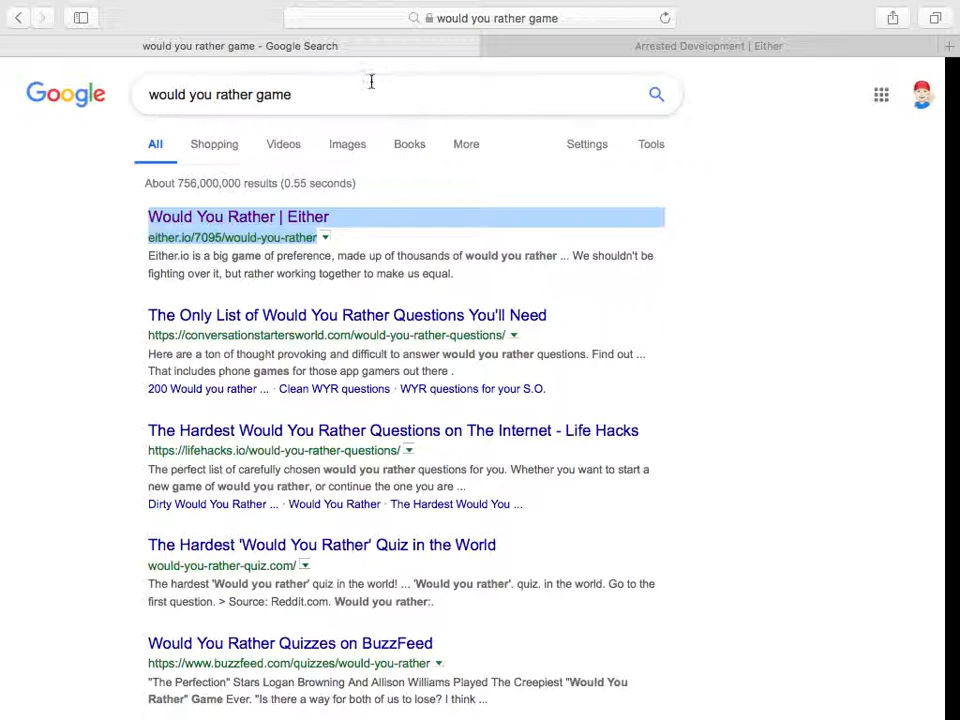 would you rather game
would you rather game - Google Search
Arrested Development | Either
Google
would you rather game
All Shopping Videos Images Books More Settings Tools
About 756,000,000 results (0.55 seconds)
Would You Rather | Either
either.io/7095/would-you-rather
Either.io is a big game of preference, made up of thousands of would you rather ... We shouldn't be
fighting over it, but rather working together to make us equal.
The Only List of Would You Rather Questions You'll Need
https://conversationstartersworld.com/would-you-rather-questions/
Here are a ton of thought provoking and difficult to answer would you rather questions. Find out ...
That includes phone games for those app gamers out there .
200 Would you rather ... · Clean WYR questions · WYR questions for your S.O.
The Hardest Would You Rather Questions on The Internet - Life Hacks
https://lifehacks.io/would-you-rather-questions/
The perfect list of carefully chosen would you rather questions for you. Whether you want to start a
new game of would you rather, or continue the one you are ...
Dirty Would You Rather ... · Would You Rather · The Hardest Would You ...
The Hardest 'Would You Rather' Quiz in the World
would-you-rather-quiz.com/
The hardest 'Would you rather' quiz in the world! ... 'Would you rather'. quiz. in the world. Go to the
first question. > Source: Reddit.com. Would you rather:.
Would You Rather Quizzes on BuzzFeed
https://www.buzzfeed.com/quizzes/would-you-rather
"The Perfection" Stars Logan Browning And Allison Williams Played The Creepiest "Would You
Rather" Game Ever. "Is there a way for both of us to lose? I think ...